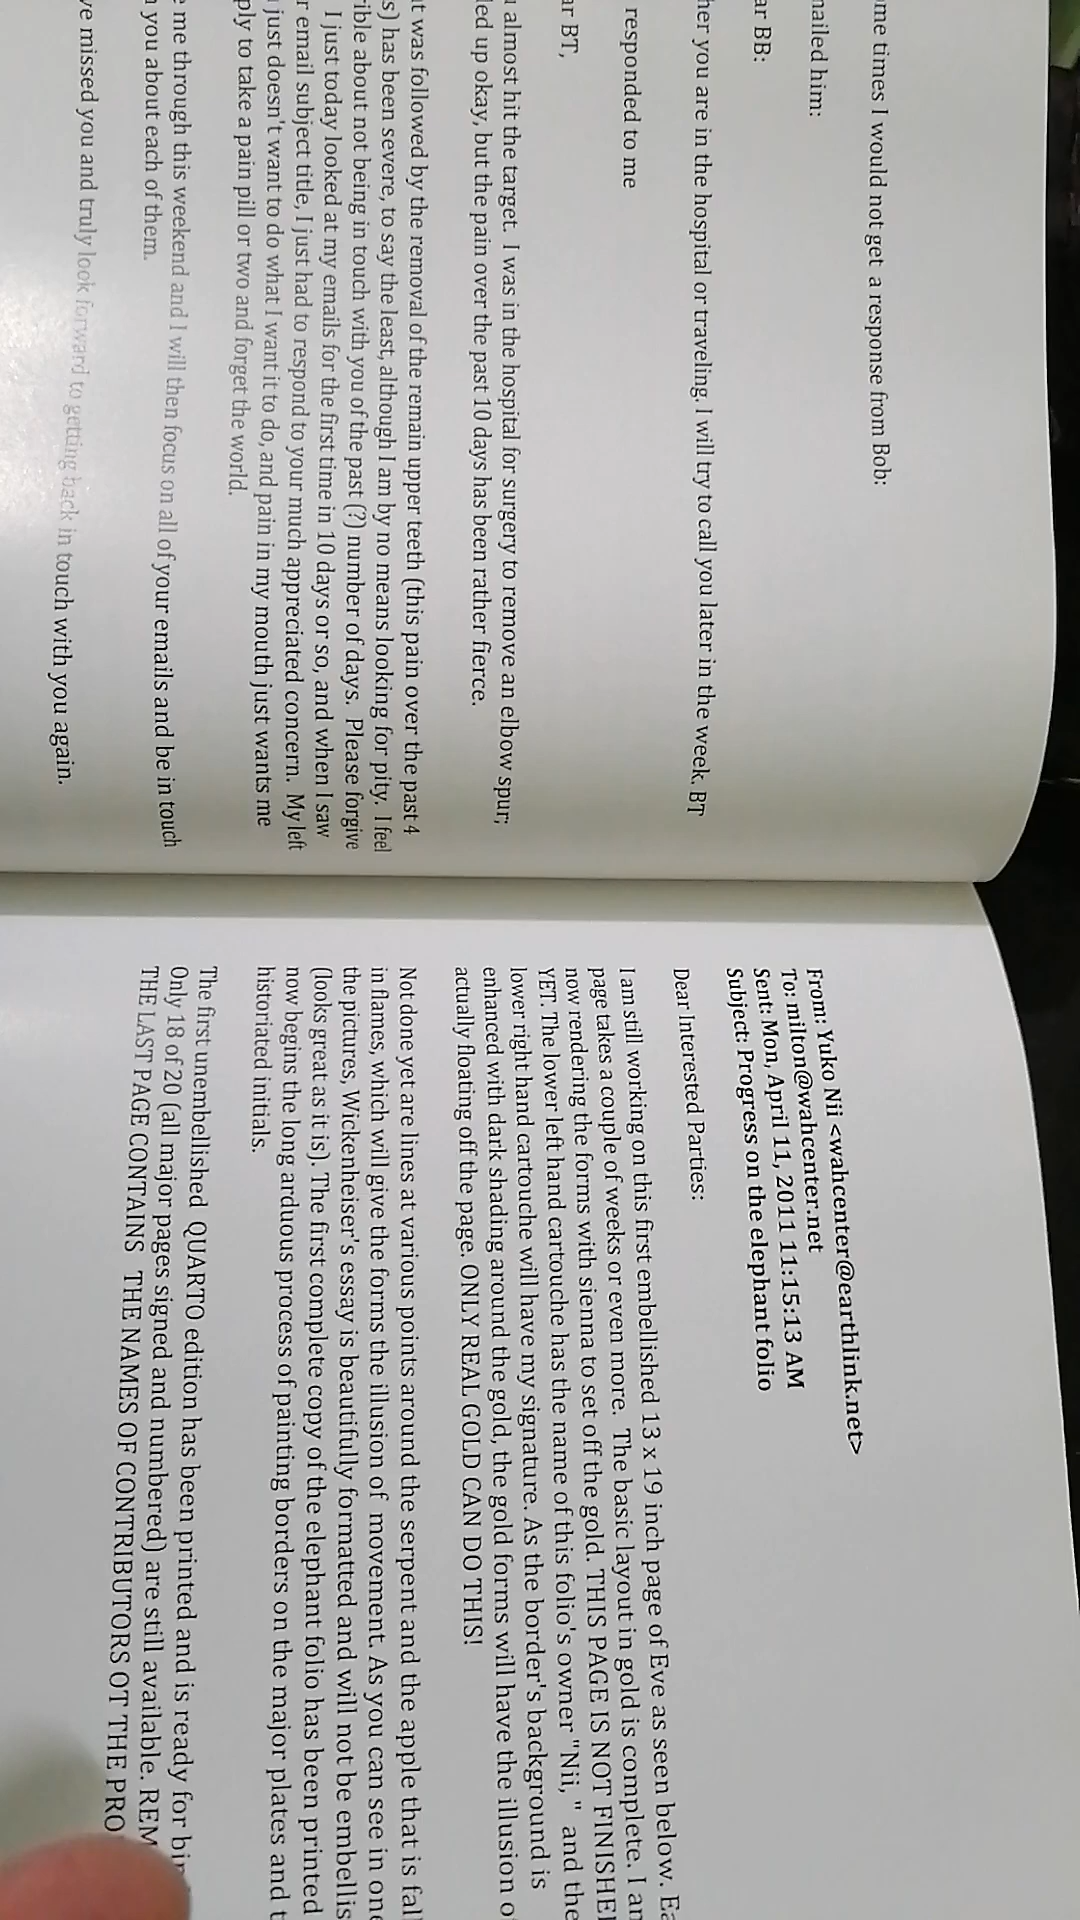 me times I would not get a response from Bob:
nailed him:
ar BB:
her you are in the hospital or traveling. I will try to call you later in the week. BT
responded to me
ar BT,
almost hit the target. I was in the hospital for surgery to remove an elbow spur;
led up okay, but the pain over the past 10 days has been rather fierce.
t was followed by the removal of the remain upper teeth (this pain over the past 4
s) has been severe, to say the least, although I am by no means looking for pity. I feel
ible about not being in touch with you of the past (?) number of days. Please forgive
I just today looked at my emails for the first time in 10 days or so, and when I saw
r email subject title, I just had to respond to your much appreciated concern. My left
just doesn't want to do what I want it to do, and pain in my mouth just wants me
ply to take a pain pill or two and forget the world.
e me through this weekend and I will then focus on all of your emails and be in touch
you about each of them.
ve missed you and truly look forward to getting back in touch with you again.
From: Yuko Nii <wahcenter@earthlink.net>
To: milton@wahcenter.net
Sent: Mon, April 11, 2011 11:15:13 AM
Subject: Progress on the elephant folio
Dear Interested Parties:
I am still working on this first embellished 13 x 19 inch page of Eve as seen below. Ea
page takes a couple of weeks or even more. The basic layout in gold is complete. I am
now rendering the forms with sienna to set off the gold. THIS PAGE IS NOT FINISHE
YET. The lower left hand cartouche has the name of this folio's owner "Nii, " and the
lower right hand cartouche will have my signature. As the border's background is
enhanced with dark shading around the gold, the gold forms will have the illusion o
actually floating off the page. ONLY REAL GOLD CAN DO THIS!
Not done yet are lines at various points around the serpent and the apple that is fal
in flames, which will give the forms the illusion of movement. As you can see in one
the pictures, Wickenheiser's essay is beautifully formatted and will not be embellis
(looks great as it is). The first complete copy of the elephant folio has been printed
now begins the long arduous process of painting borders on the major plates and t
historiated initials.
The first unembellished QUARTO edition has been printed and is ready for bin
Only 18 of 20 (all major pages signed and numbered) are still available. REM
THE LAST PAGE CONTAINS THE NAMES OF CONTRIBUTORS OT THE PRO